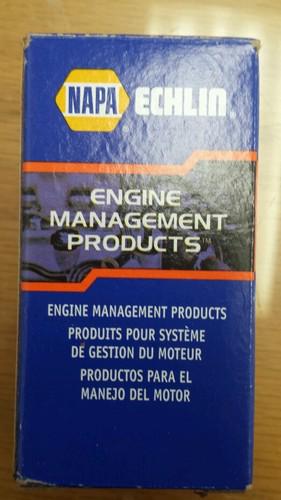 NAPA ECHLIN®
ENGINE
MANAGEMENT
PRODUCTS™
ENGINE MANAGEMENT PRODUCTS
PRODUITS POUR SYSTÈME
DE GESTION DU MOTEUR
PRODUCTOS PARA EL
MANEJO DEL MOTOR